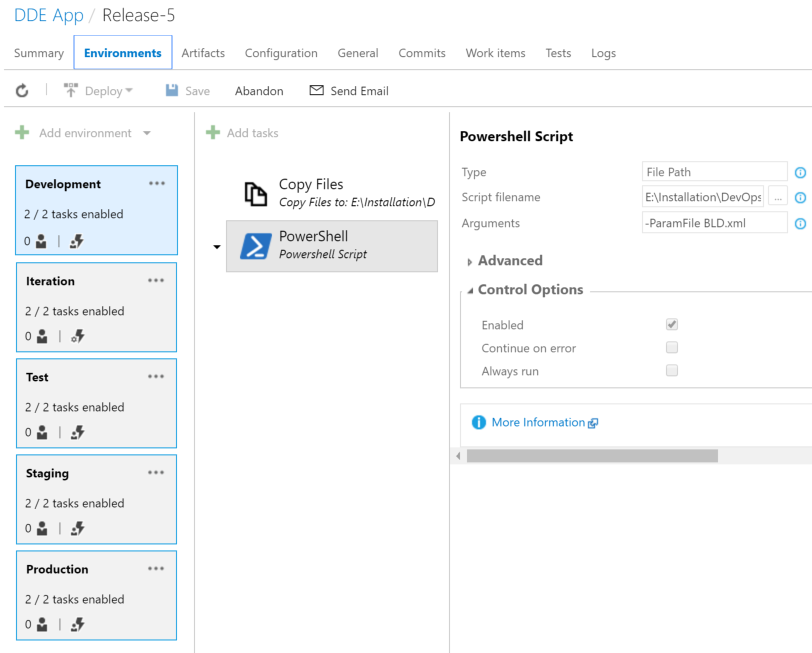 DDE App / Release-5
Summary Environments Artifacts Configuration General Commits Work items Tests Logs
Deploy Save Abandon Send Email
Add environment
Development
2 / 2 tasks enabled
0
Iteration
2 / 2 tasks enabled
0
Test
2 / 2 tasks enabled
0
Staging
2 / 2 tasks enabled
0
Production
2 / 2 tasks enabled
0
Add tasks
Copy Files
Copy Files to: E:\Installation\D
PowerShell
Powershell Script
Powershell Script
Type File Path
Script filename E:\Installation\DevOps ...
Arguments -ParamFile BLD.xml
Advanced
Control Options
Enabled
Continue on error
Always run
More Information